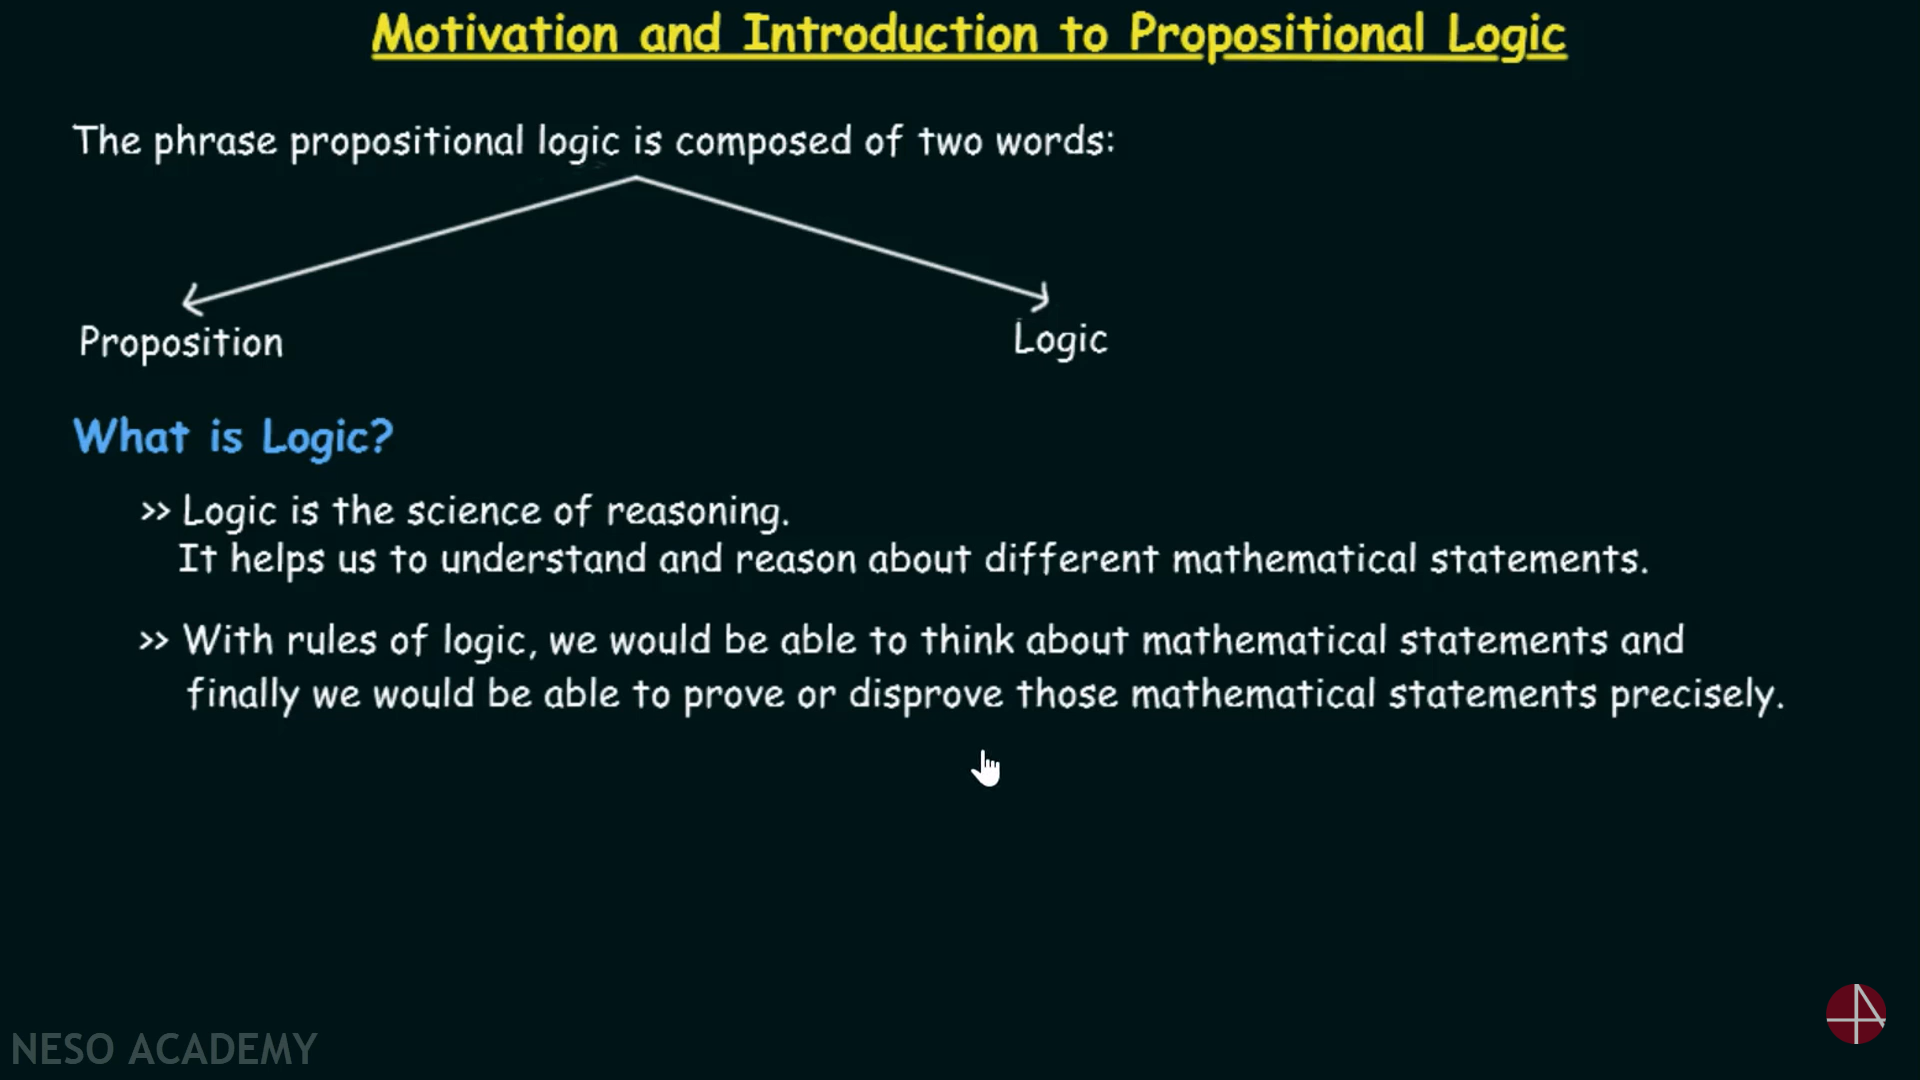 Motivation and Introduction to Propositional Logic
The phrase propositional logic is composed of two words:
Proposition
Logic
What is Logic?
>> Logic is the science of reasoning.
It helps us to understand and reason about different mathematical statements.
>> With rules of logic, we would be able to think about mathematical statements and
finally we would be able to prove or disprove those mathematical statements precisely.
NESO ACADEMY